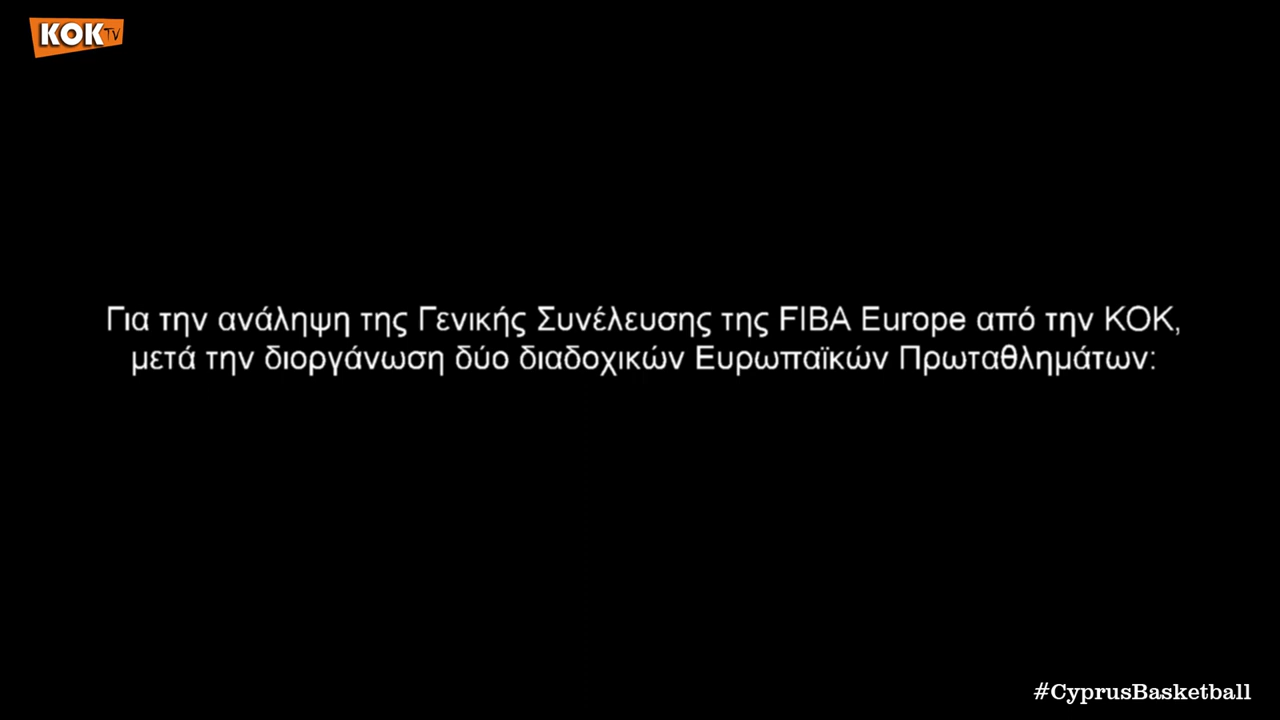 KOK TV
Για την ανάληψη της Γενικής Συνέλευσης της FIBA Europe από την ΚΟΚ,
μετά την διοργάνωση δύο διαδοχικών Ευρωπαϊκών Πρωταθλημάτων:
#CyprusBasketball